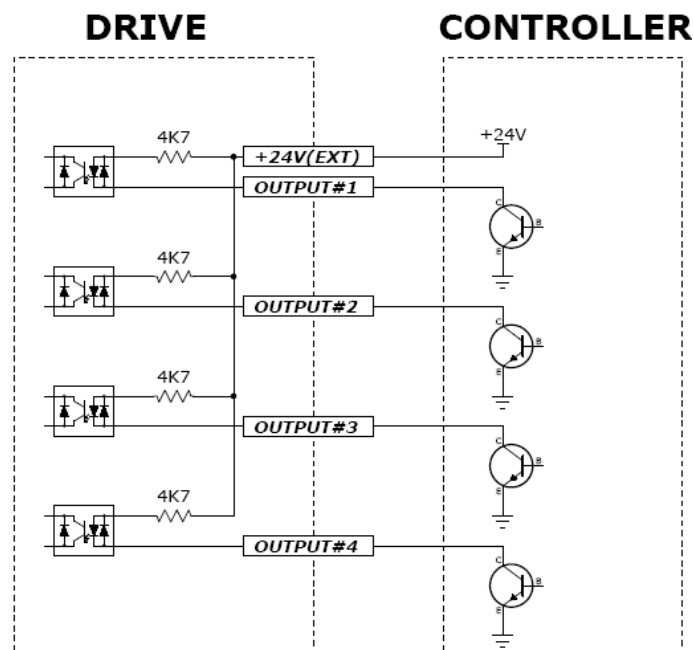 DRIVE CONTROLLER
4K7 +24V(EXT) +24V
OUTPUT#1 C
B
E
4K7
OUTPUT#2 C
B
E
4K7
OUTPUT#3 C
B
E
4K7
OUTPUT#4 C
B
E